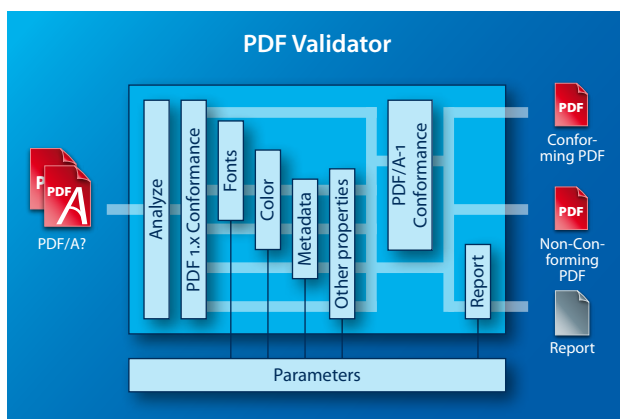 PDF Validator
PDF
A
PDF/A?
Analyze
PDF 1.x Conformance
Fonts
Color
Metadata
Other properties
PDF/A-1
Conformance
Report
PDF
Confor-
ming PDF
PDF
Non-Con-
forming
PDF
Report
Parameters